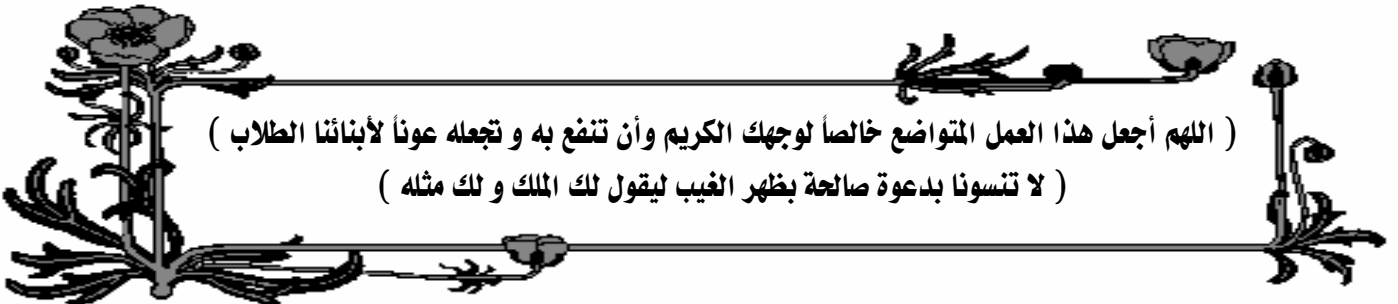 ( اللهم أجعل هذا العمل المتواضع خالصاً لوجهك الكريم وأن تنفع به و تجعله عوناً لأبنائنا الطلاب )
( لا تنسونا بدعوة صالحة بظهر الغيب ليقول لك الملك و لك مثله )